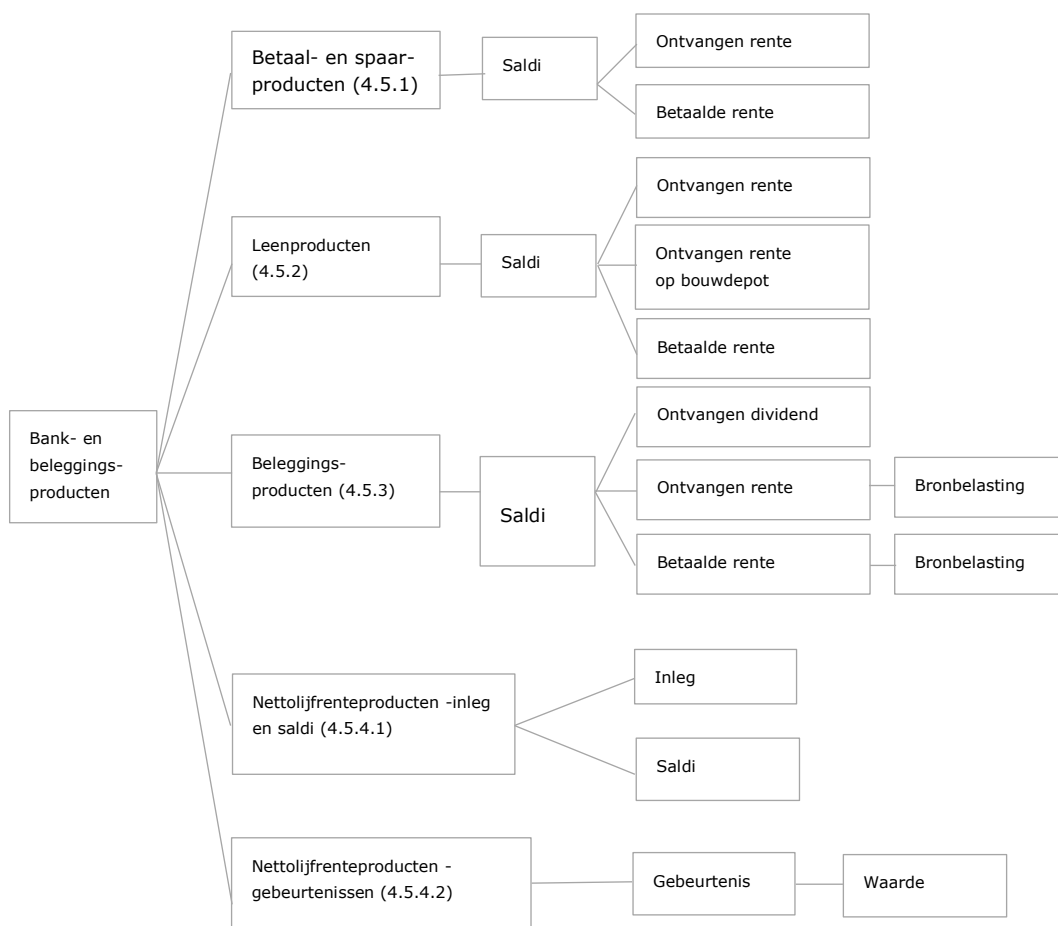 Bank- en
beleggings-
producten
Betaal- en spaar-
producten (4.5.1)
Saldi
Ontvangen rente
Betaalde rente
Leenproducten
(4.5.2)
Saldi
Ontvangen rente
Ontvangen rente
op bouwdepot
Betaalde rente
Beleggings-
producten (4.5.3)
Saldi
Ontvangen dividend
Ontvangen rente
Bronbelasting
Betaalde rente
Bronbelasting
Nettolijfrenteproducten -inleg
en saldi (4.5.4.1)
Inleg
Saldi
Nettolijfrenteproducten -
gebeurtenissen (4.5.4.2)
Gebeurtenis
Waarde